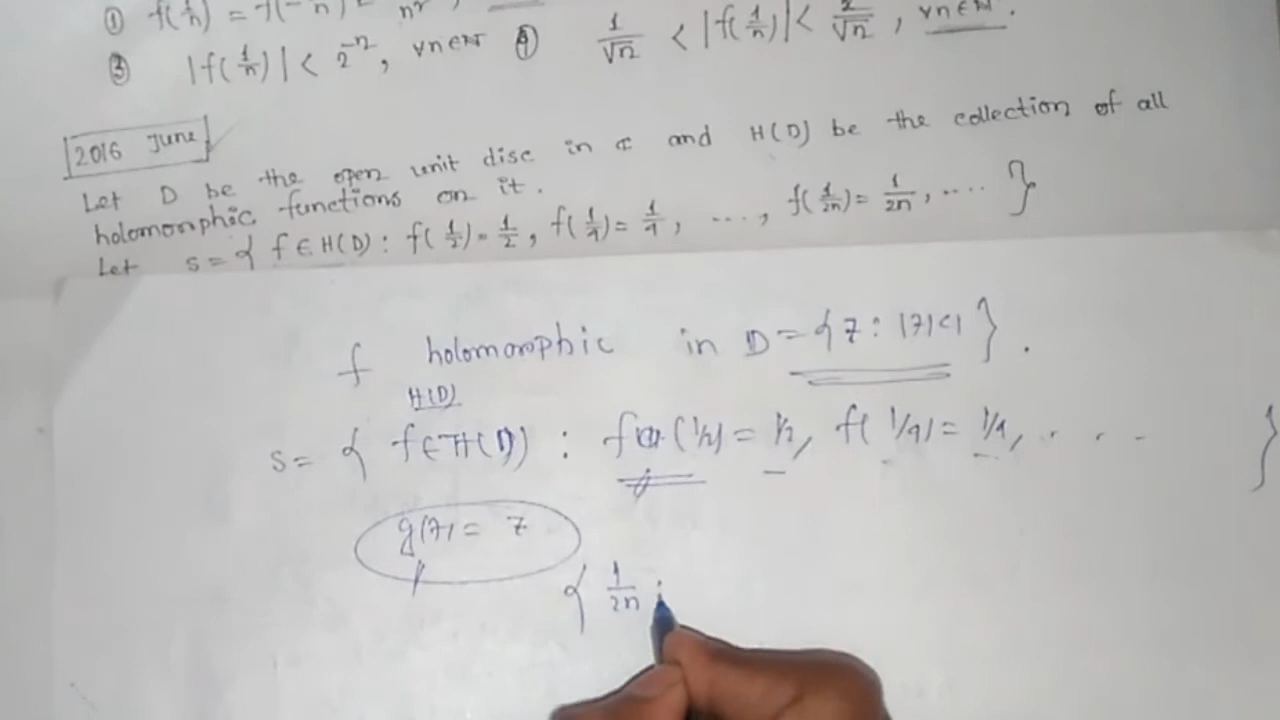 ① f(1/n) = f(-1/n) = 1/n²,
③ |f(1/n)| < 2⁻ⁿ, ∀n∈ℕ ④ 1/√n < |f(1/n)| < 2/√n, ∀n∈ℕ.
2016 June
Let D be the open unit disc in ℂ and H(D) be the collection of all
holomorphic functions on it.
Let S = { f∈H(D) : f(1/2) = 1/2, f(1/4) = 1/4, ...., f(1/2n) = 1/2n, .... }
f holomorphic in D = { z : |z|<1 }.
H(D)
S = { f∈H(D) : f(1/2) = 1/2, f(1/4) = 1/4, . . . . }
g(z) = z
{ 1/2n :